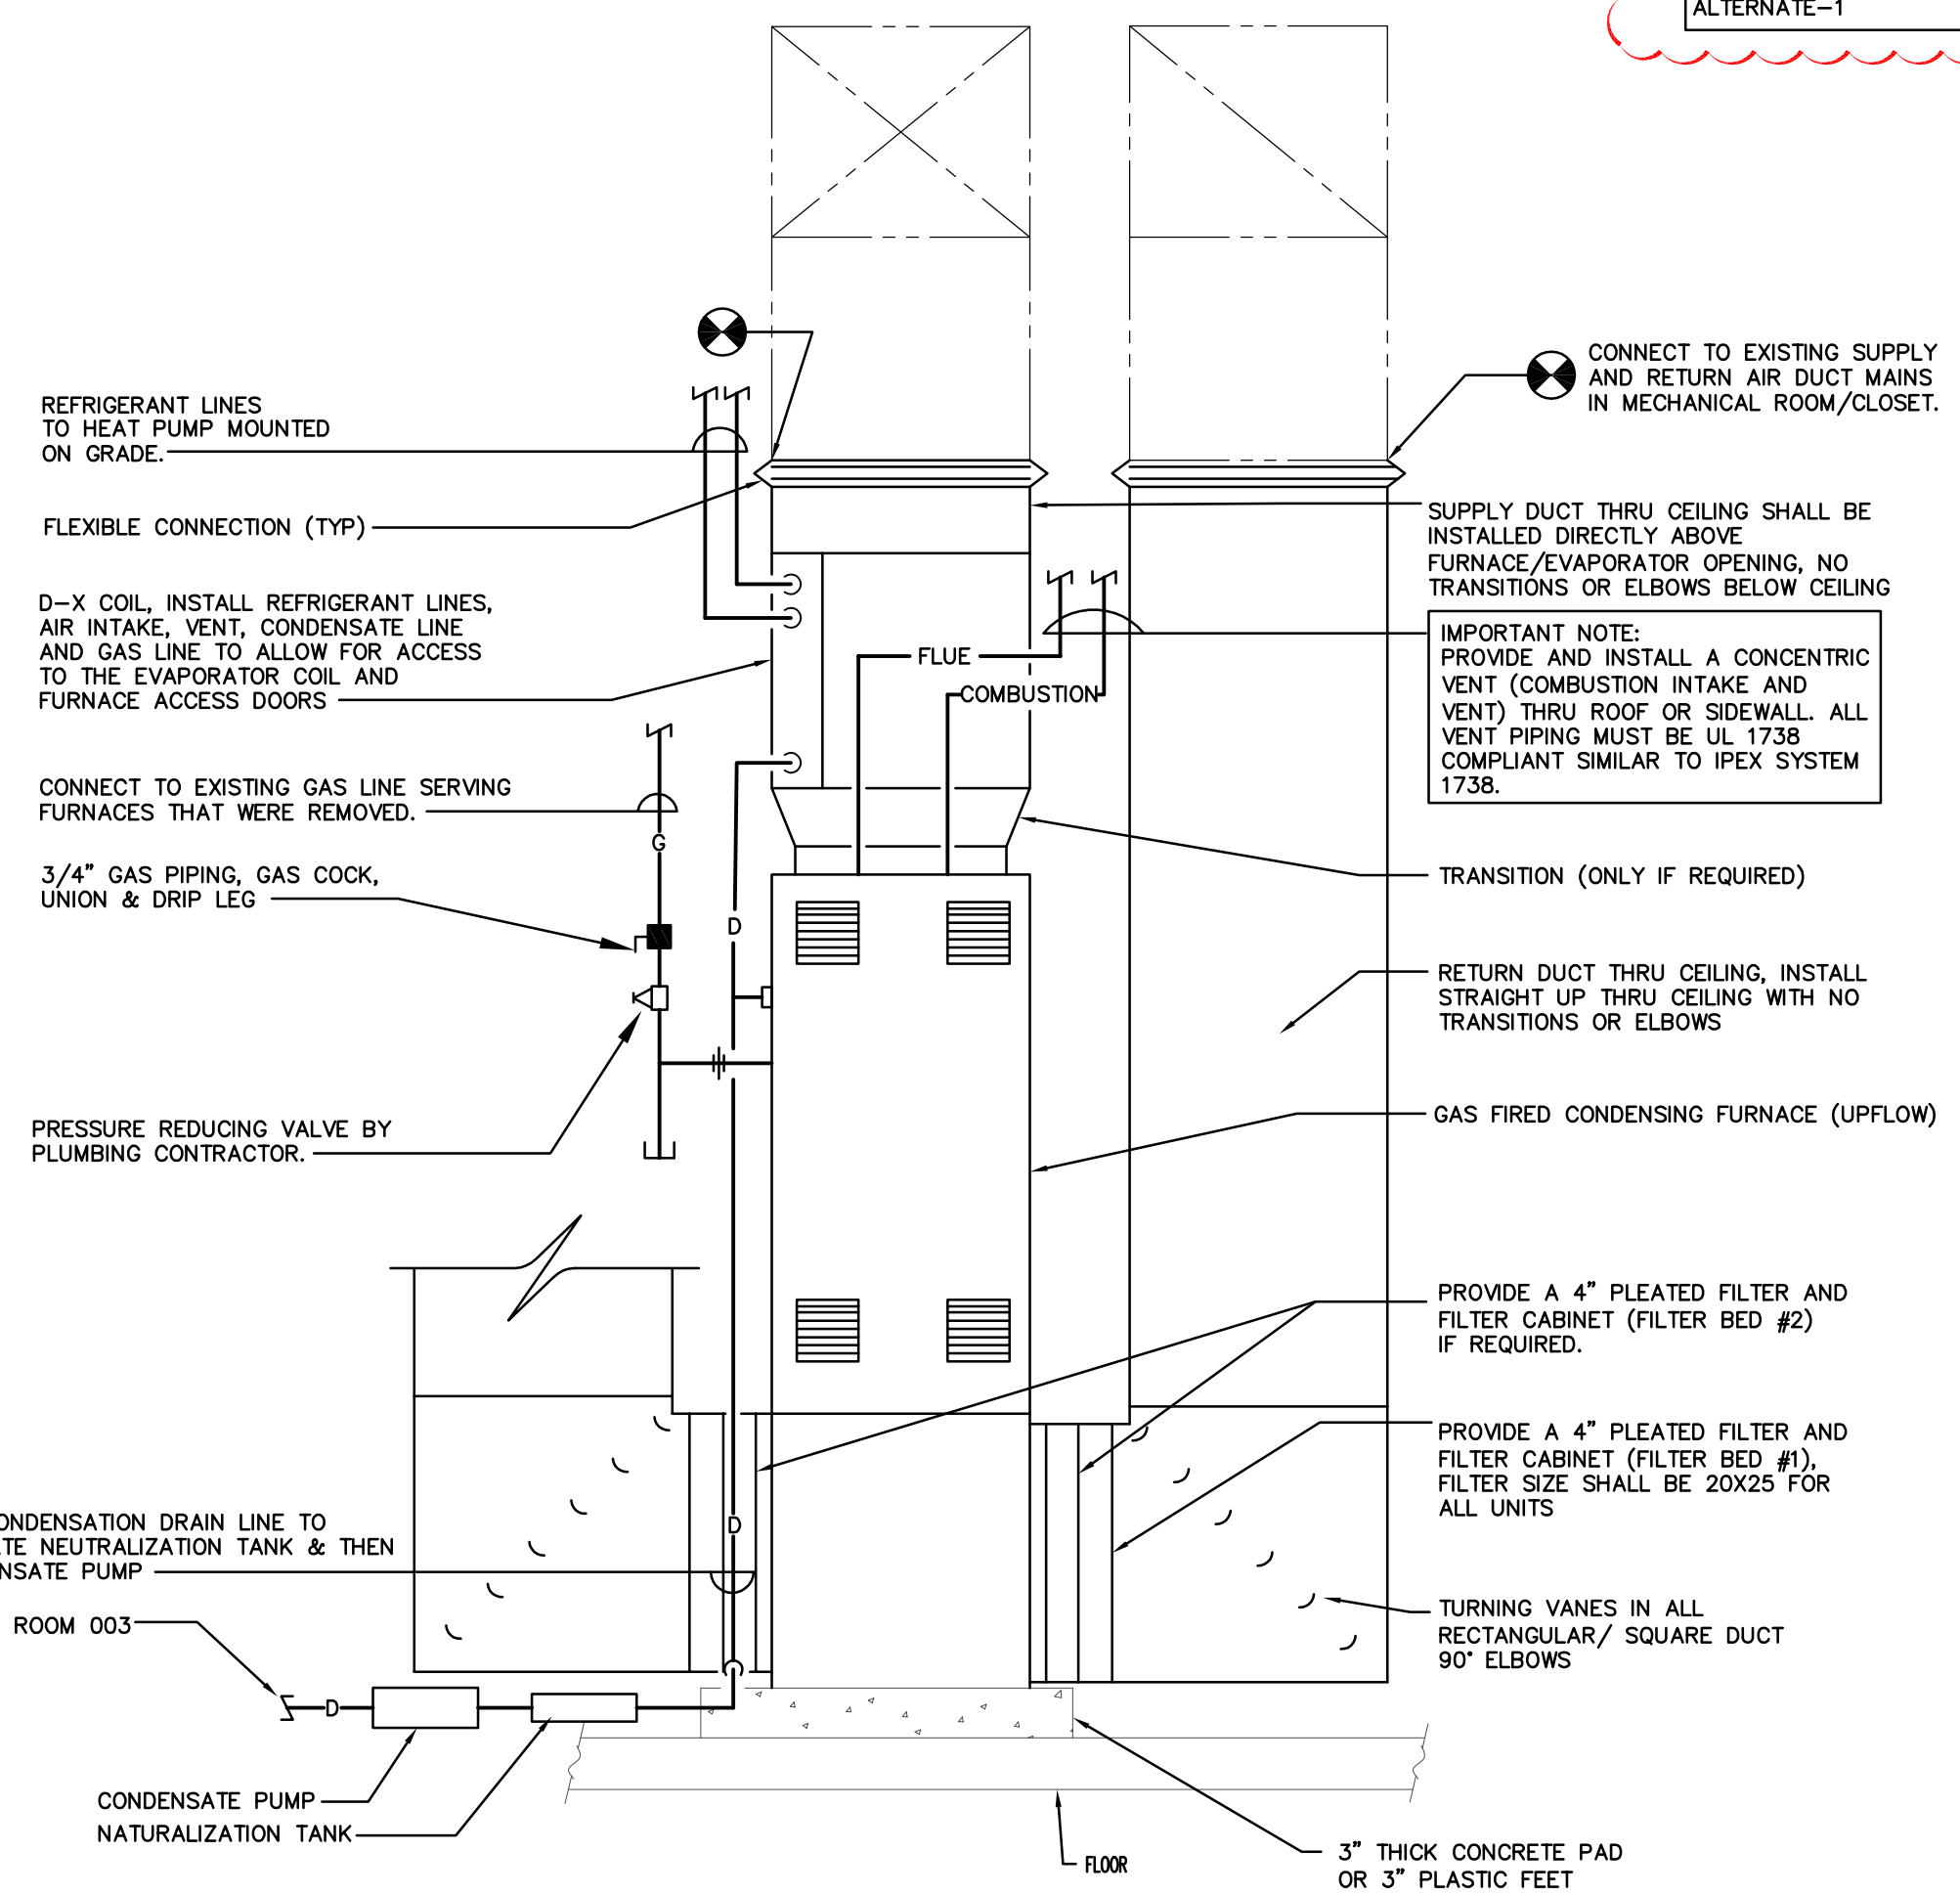 ALTERNATE-1
CONNECT TO EXISTING SUPPLY
AND RETURN AIR DUCT MAINS
IN MECHANICAL ROOM/CLOSET.
REFRIGERANT LINES
TO HEAT PUMP MOUNTED
ON GRADE.
FLEXIBLE CONNECTION (TYP)
SUPPLY DUCT THRU CEILING SHALL BE
INSTALLED DIRECTLY ABOVE
FURNACE/EVAPORATOR OPENING, NO
TRANSITIONS OR ELBOWS BELOW CEILING
D-X COIL, INSTALL REFRIGERANT LINES,
AIR INTAKE, VENT, CONDENSATE LINE
AND GAS LINE TO ALLOW FOR ACCESS
TO THE EVAPORATOR COIL AND
FURNACE ACCESS DOORS
FLUE
COMBUSTION
IMPORTANT NOTE:
PROVIDE AND INSTALL A CONCENTRIC
VENT (COMBUSTION INTAKE AND
VENT) THRU ROOF OR SIDEWALL. ALL
VENT PIPING MUST BE UL 1738
COMPLIANT SIMILAR TO IPEX SYSTEM
1738.
CONNECT TO EXISTING GAS LINE SERVING
FURNACES THAT WERE REMOVED.
G
3/4" GAS PIPING, GAS COCK,
UNION & DRIP LEG
TRANSITION (ONLY IF REQUIRED)
D
RETURN DUCT THRU CEILING, INSTALL
STRAIGHT UP THRU CEILING WITH NO
TRANSITIONS OR ELBOWS
PRESSURE REDUCING VALVE BY
PLUMBING CONTRACTOR.
GAS FIRED CONDENSING FURNACE (UPFLOW)
PROVIDE A 4" PLEATED FILTER AND
FILTER CABINET (FILTER BED #2)
IF REQUIRED.
PROVIDE A 4" PLEATED FILTER AND
FILTER CABINET (FILTER BED #1),
FILTER SIZE SHALL BE 20X25 FOR
ALL UNITS
ONDENSATION DRAIN LINE TO
TE NEUTRALIZATION TANK & THEN
NSATE PUMP
D
ROOM 003
TURNING VANES IN ALL
RECTANGULAR/ SQUARE DUCT
90° ELBOWS
D
CONDENSATE PUMP
NATURALIZATION TANK
FLOOR
3" THICK CONCRETE PAD
OR 3" PLASTIC FEET